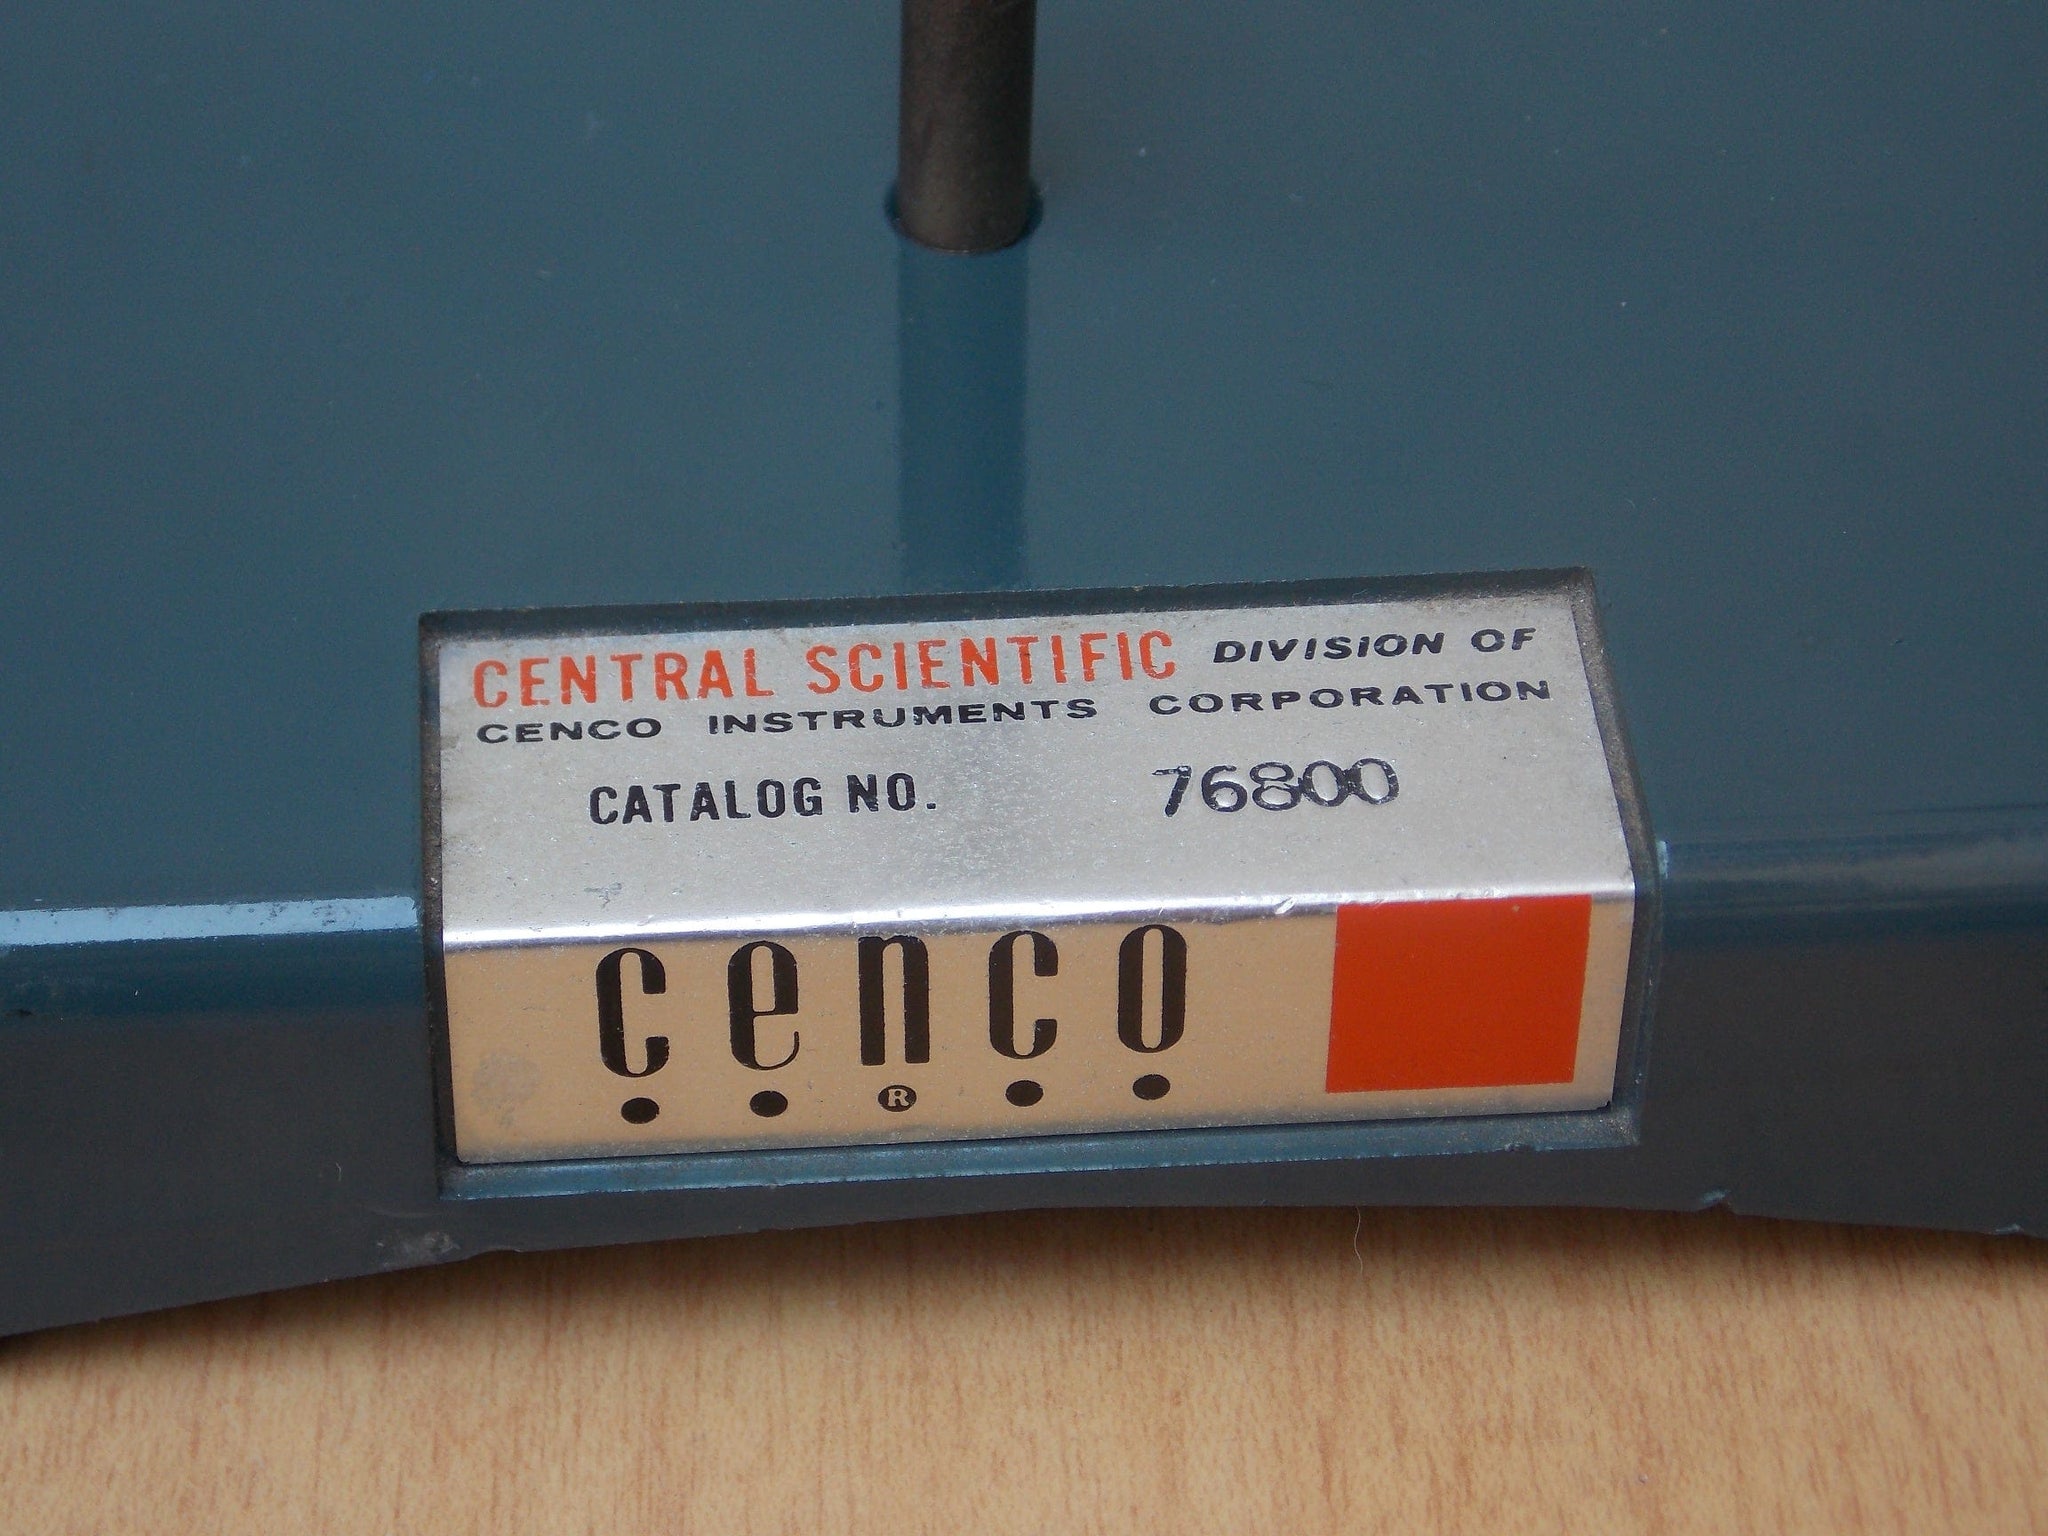 CENTRAL SCIENTIFIC DIVISION OF
CENCO INSTRUMENTS CORPORATION
CATALOG NO. 76800
cenco
®